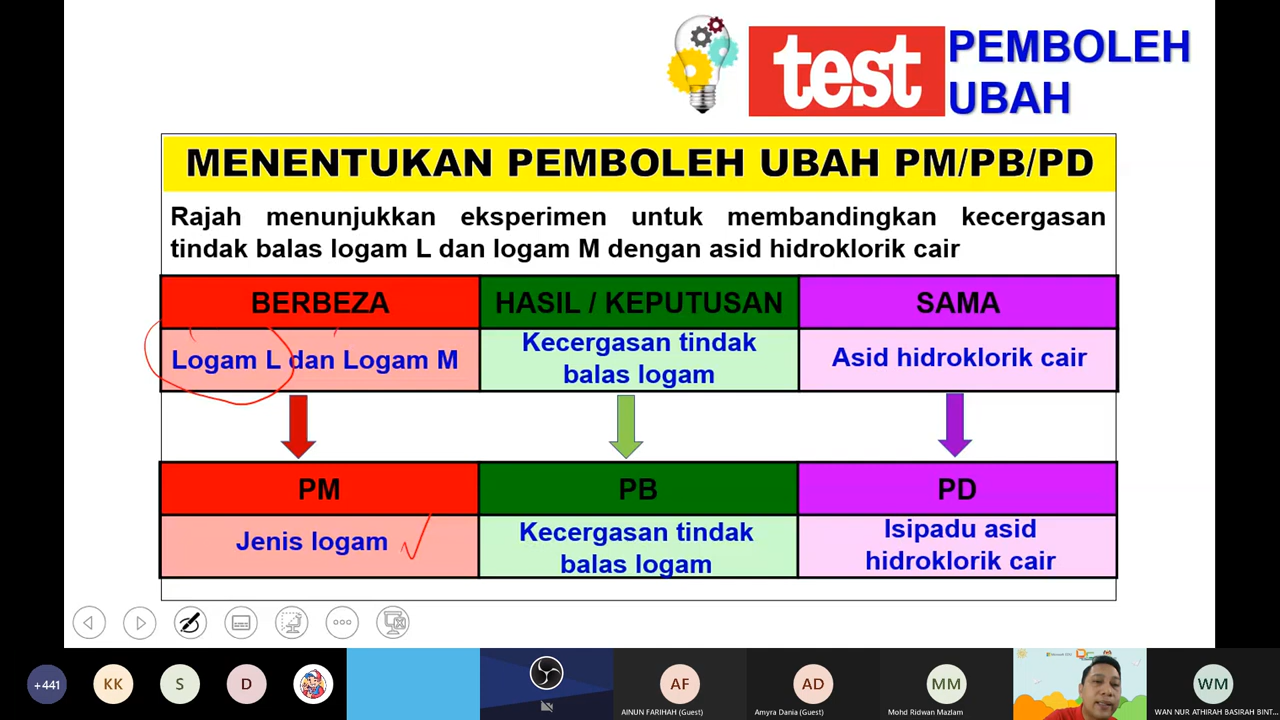 test
PEMBOLEH
UBAH
MENENTUKAN PEMBOLEH UBAH PM/PB/PD
Rajah menunjukkan eksperimen untuk membandingkan kecergasan
tindak balas logam L dan logam M dengan asid hidroklorik cair
BERBEZA
HASIL / KEPUTUSAN
SAMA
Logam L dan Logam M
Kecergasan tindak
balas logam
Asid hidroklorik cair
PM
PB
PD
Jenis logam
Kecergasan tindak
balas logam
Isipadu asid
hidroklorik cair
+441
KK
S
D
AF
AINUN FARIHAH (Guest)
AD
Amyra Dania (Guest)
MM
Mohd Ridwan Mazlam
WM
WAN NUR ATHIRAH BASIRAH BINT...